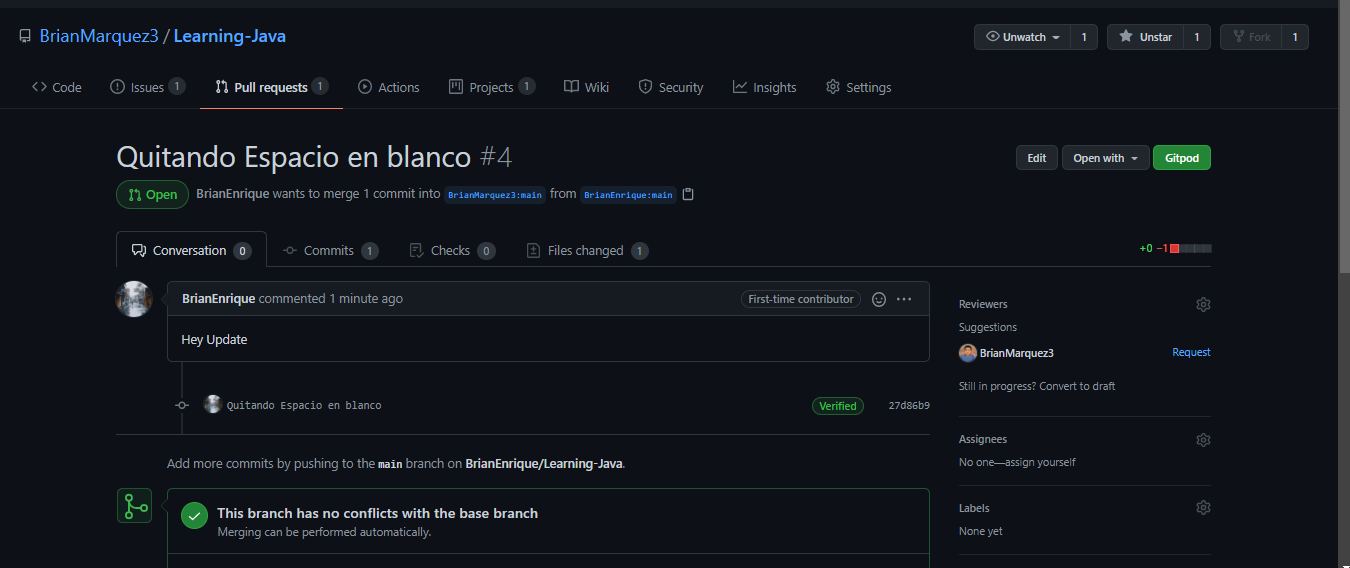 BrianMarquez3 / Learning-Java
Unwatch 1
Unstar 1
Fork 1
Code
Issues 1
Pull requests 1
Actions
Projects 1
Wiki
Security
Insights
Settings
Quitando Espacio en blanco #4
Edit
Open with
Gitpod
Open
BrianEnrique wants to merge 1 commit into BrianMarquez3:main from BrianEnrique:main
Conversation 0
Commits 1
Checks 0
Files changed 1
+0 −1
BrianEnrique commented 1 minute ago
First-time contributor
Hey Update
Quitando Espacio en blanco
Verified
27d86b9
Add more commits by pushing to the main branch on BrianEnrique/Learning-Java.
This branch has no conflicts with the base branch
Merging can be performed automatically.
Reviewers
Suggestions
BrianMarquez3
Request
Still in progress? Convert to draft
Assignees
No one—assign yourself
Labels
None yet